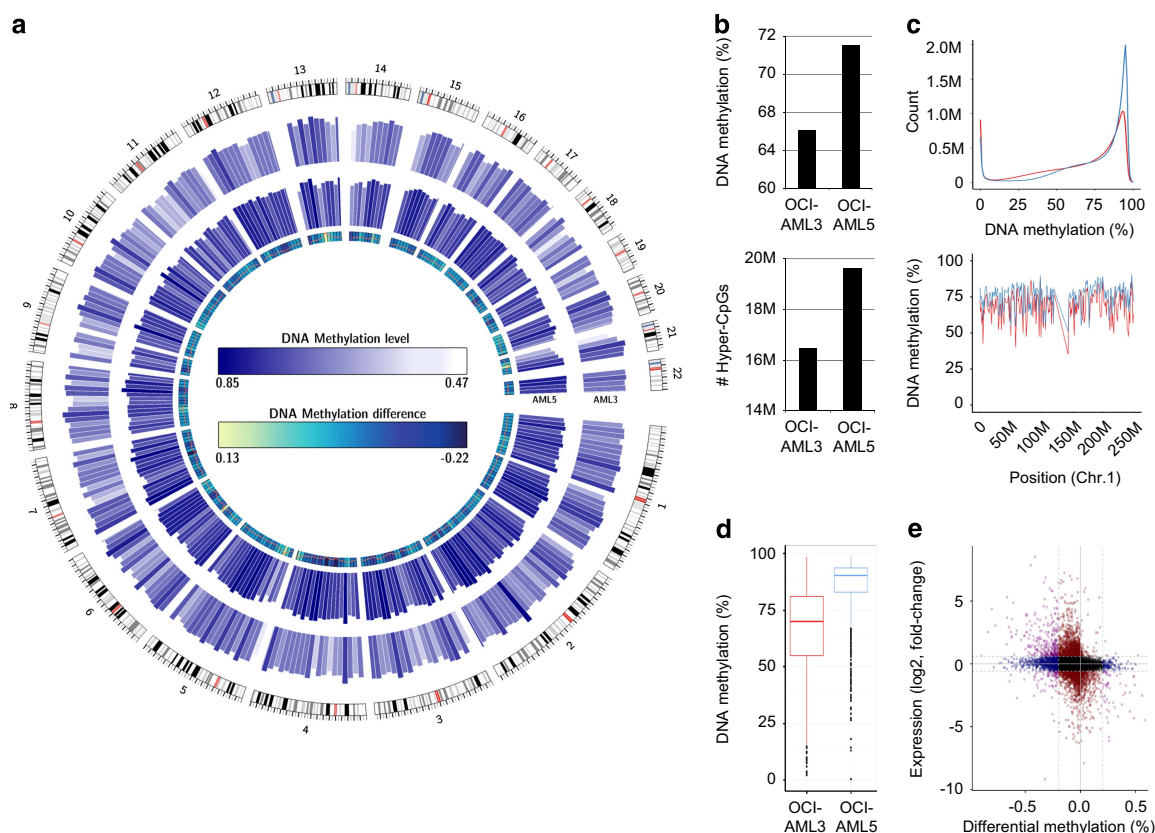 a
1
2
3
4
5
6
7
8
9
10
11
12
13
14
15
16
17
18
19
20
21
22
AML5
AML3
DNA Methylation level
0.85 0.47
DNA Methylation difference
0.13 -0.22
b
DNA methylation (%)
72
70
68
64
60
OCI-
AML3
OCI-
AML5
# Hyper-CpGs
20M
18M
16M
14M
OCI-
AML3
OCI-
AML5
c
Count
2.0M
1.5M
1.0M
0.5M
0
0 25 50 75 100
DNA methylation (%)
DNA methylation (%)
100
75
50
25
0
0 50M 100M 150M 200M 250M
Position (Chr.1)
d
DNA methylation (%)
100
75
50
25
0
OCI-
AML3
OCI-
AML5
e
Expression (log2, fold-change)
5
0
-5
-10
-0.5 0.0 0.5
Differential methylation (%)